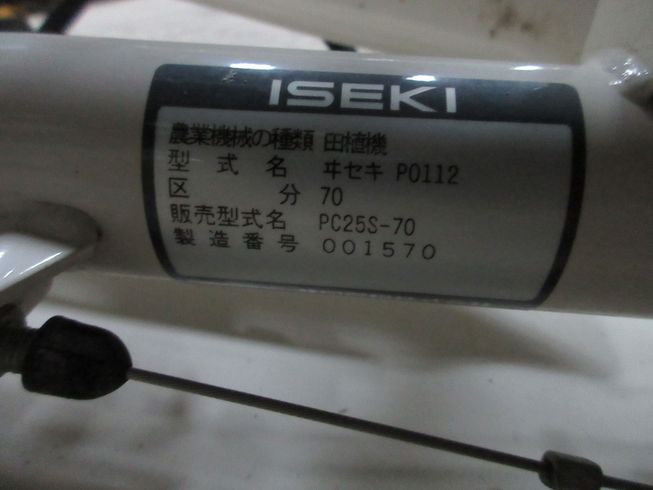 ISEKI
農業機械の種類 田植機
型式名 ヰセキ P0112
区分 70
販売型式名 PC25S-70
製造番号 001570